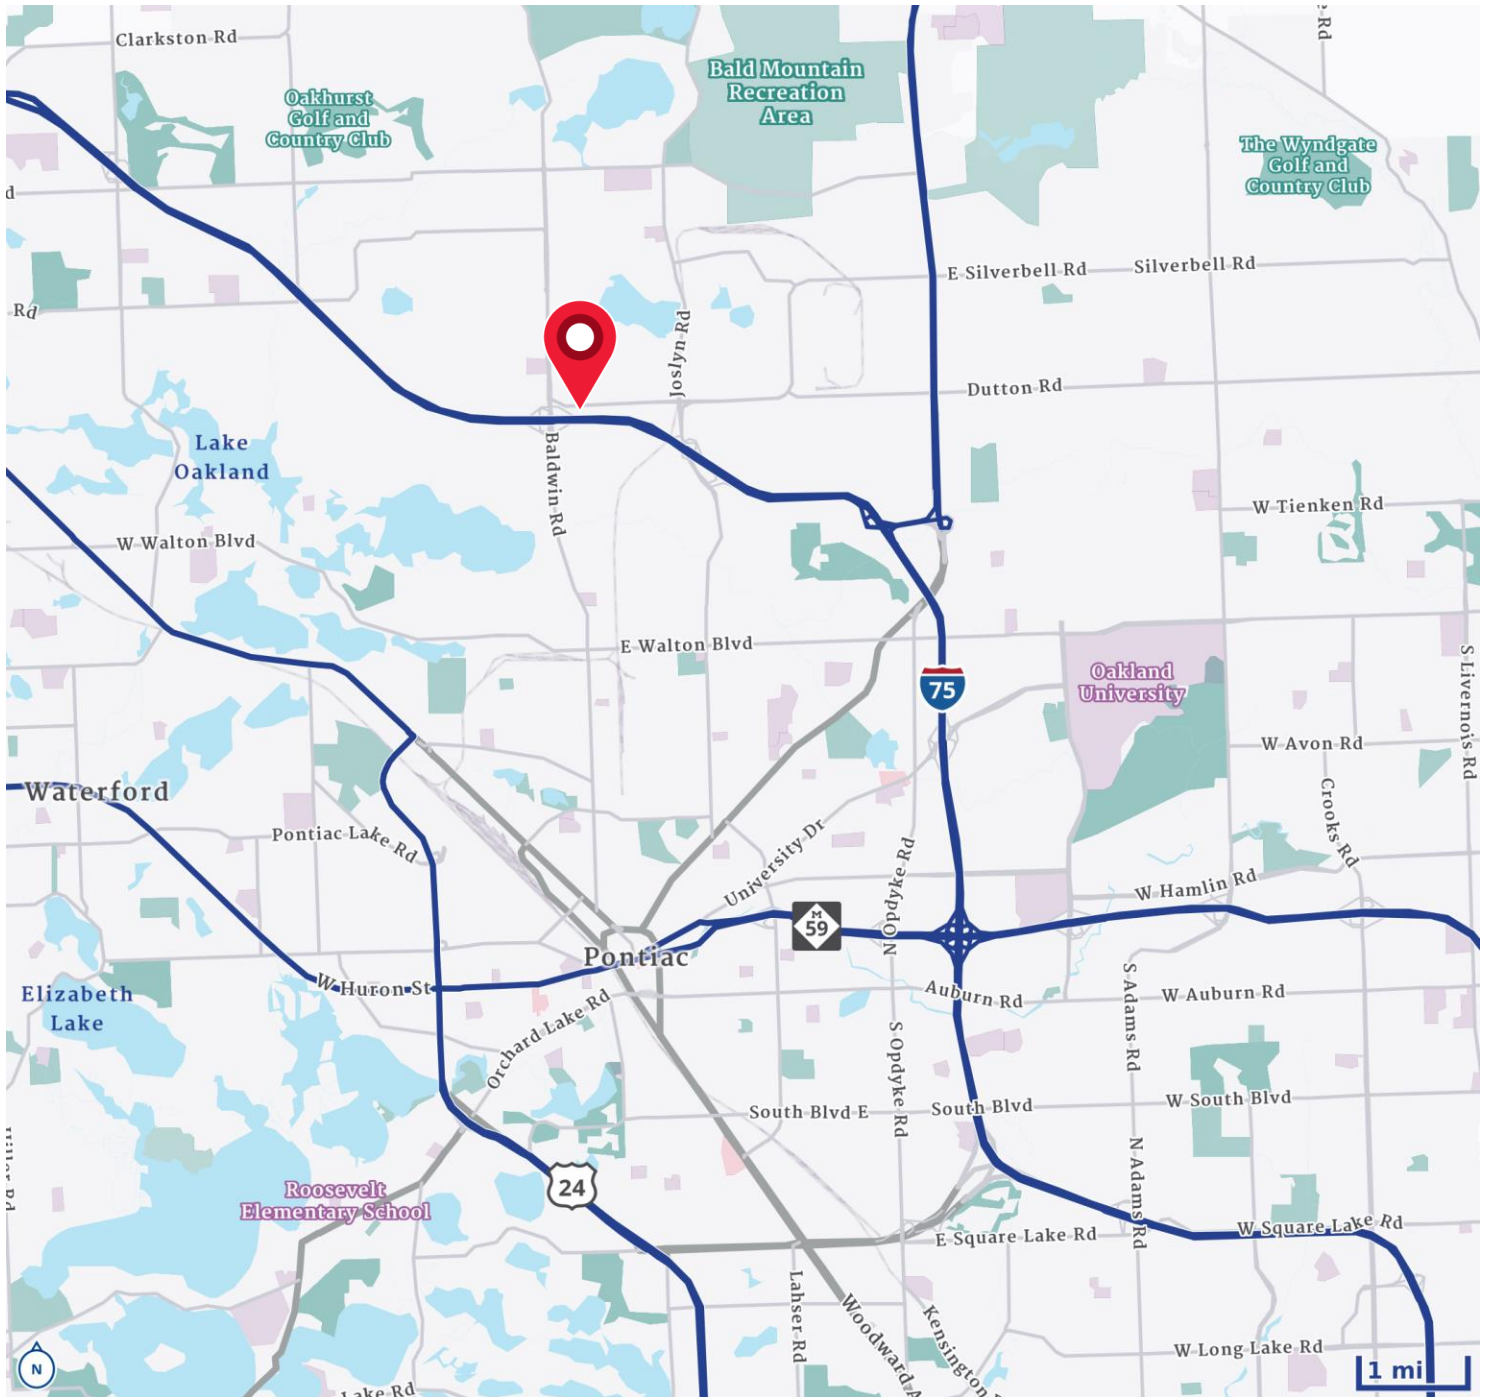 Clarkston Rd
Oakhurst
Golf and
Country Club
Bald Mountain
Recreation
Area
The Wyndgate
Golf and
Country Club
Rd
E Silverbell Rd
Silverbell Rd
Rd
Joslyn Rd
Dutton Rd
Lake
Oakland
Baldwin Rd
W Tienken Rd
W Walton Blvd
E Walton Blvd
75
Oakland
University
S Livernois Rd
W Avon Rd
Waterford
Crooks Rd
Pontiac Lake Rd
University Dr
N Opdyke Rd
W Hamlin Rd
M
59
Pontiac
W Huron St
Elizabeth
Lake
Orchard Lake Rd
Auburn Rd
W Auburn Rd
S Adams Rd
S Opdyke Rd
South Blvd E
South Blvd
W South Blvd
N Adams Rd
24
Roosevelt
Elementary School
E Square Lake Rd
W Square Lake Rd
Lahser Rd
Woodward A
Kensington
W Long Lake Rd
Lake Rd
N
1 mi